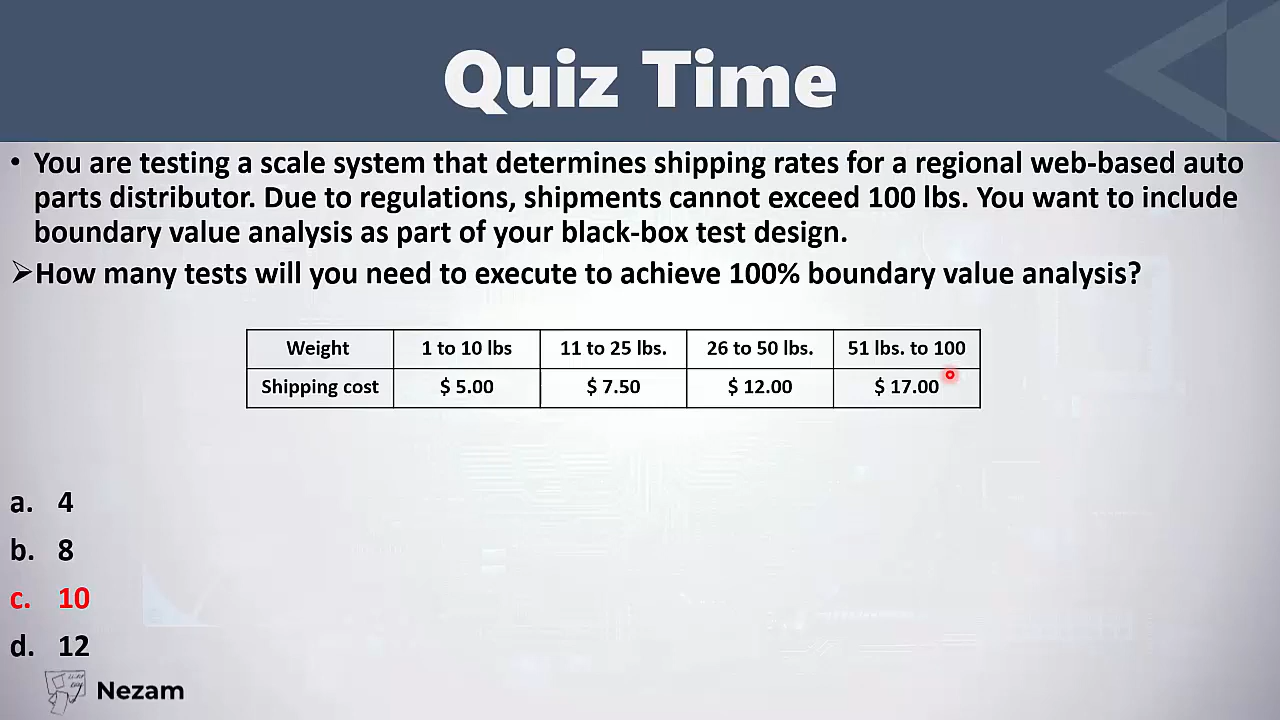 Quiz Time
• You are testing a scale system that determines shipping rates for a regional web-based auto
parts distributor. Due to regulations, shipments cannot exceed 100 lbs. You want to include
boundary value analysis as part of your black-box test design.
➢How many tests will you need to execute to achieve 100% boundary value analysis?
Weight 1 to 10 lbs 11 to 25 lbs. 26 to 50 lbs. 51 lbs. to 100
Shipping cost $ 5.00 $ 7.50 $ 12.00 $ 17.00
a. 4
b. 8
c. 10
d. 12
Nezam